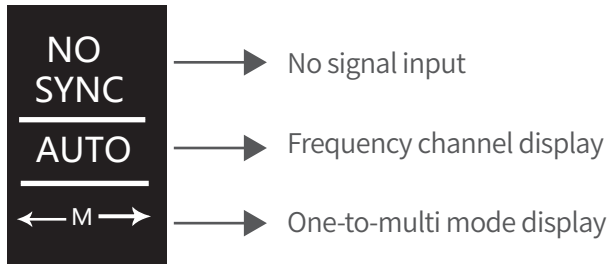 NO
SYNC
No signal input
AUTO
Frequency channel display
M
One-to-multi mode display